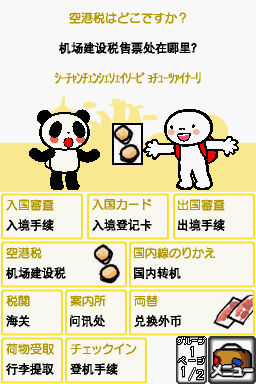 空港税はどこですか？
机场建设税售票处在哪里?
ｼﾞｰﾁｬﾝﾁｪﾝｼｪｼｭｲｼｮｳﾋﾟｮﾁｭｰﾂｧｲﾅｰﾘ
入国審査
入境手续
入国カード
入境登记卡
出国審査
出境手续
空港税
机场建设税
国内線のりかえ
国内转机
税関
海关
案内所
问讯处
両替
兑换外币
荷物受取
行李提取
チェックイン
登机手续
グループ
1
ページ
1/2
メニュー